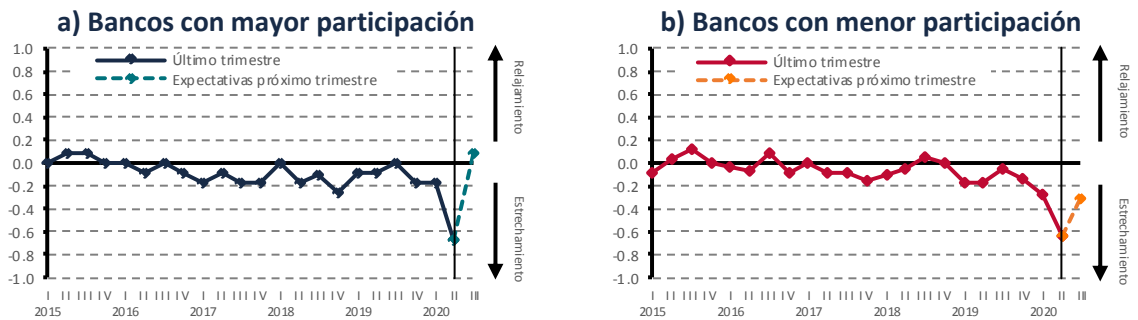 a) Bancos con mayor participación
1.0
0.8
0.6
0.4
0.2
0.0
-0.2
-0.4
-0.6
-0.8
-1.0
Último trimestre
Expectativas próximo trimestre
Relajamiento
Estrechamiento
I II III IV I II III IV I II III IV I II III IV I II III IV I II III
2015 2016 2017 2018 2019 2020
b) Bancos con menor participación
1.0
0.8
0.6
0.4
0.2
0.0
-0.2
-0.4
-0.6
-0.8
-1.0
Último trimestre
Expectativas próximo trimestre
Relajamiento
Estrechamiento
I II III IV I II III IV I II III IV I II III IV I II III IV I II III
2015 2016 2017 2018 2019 2020